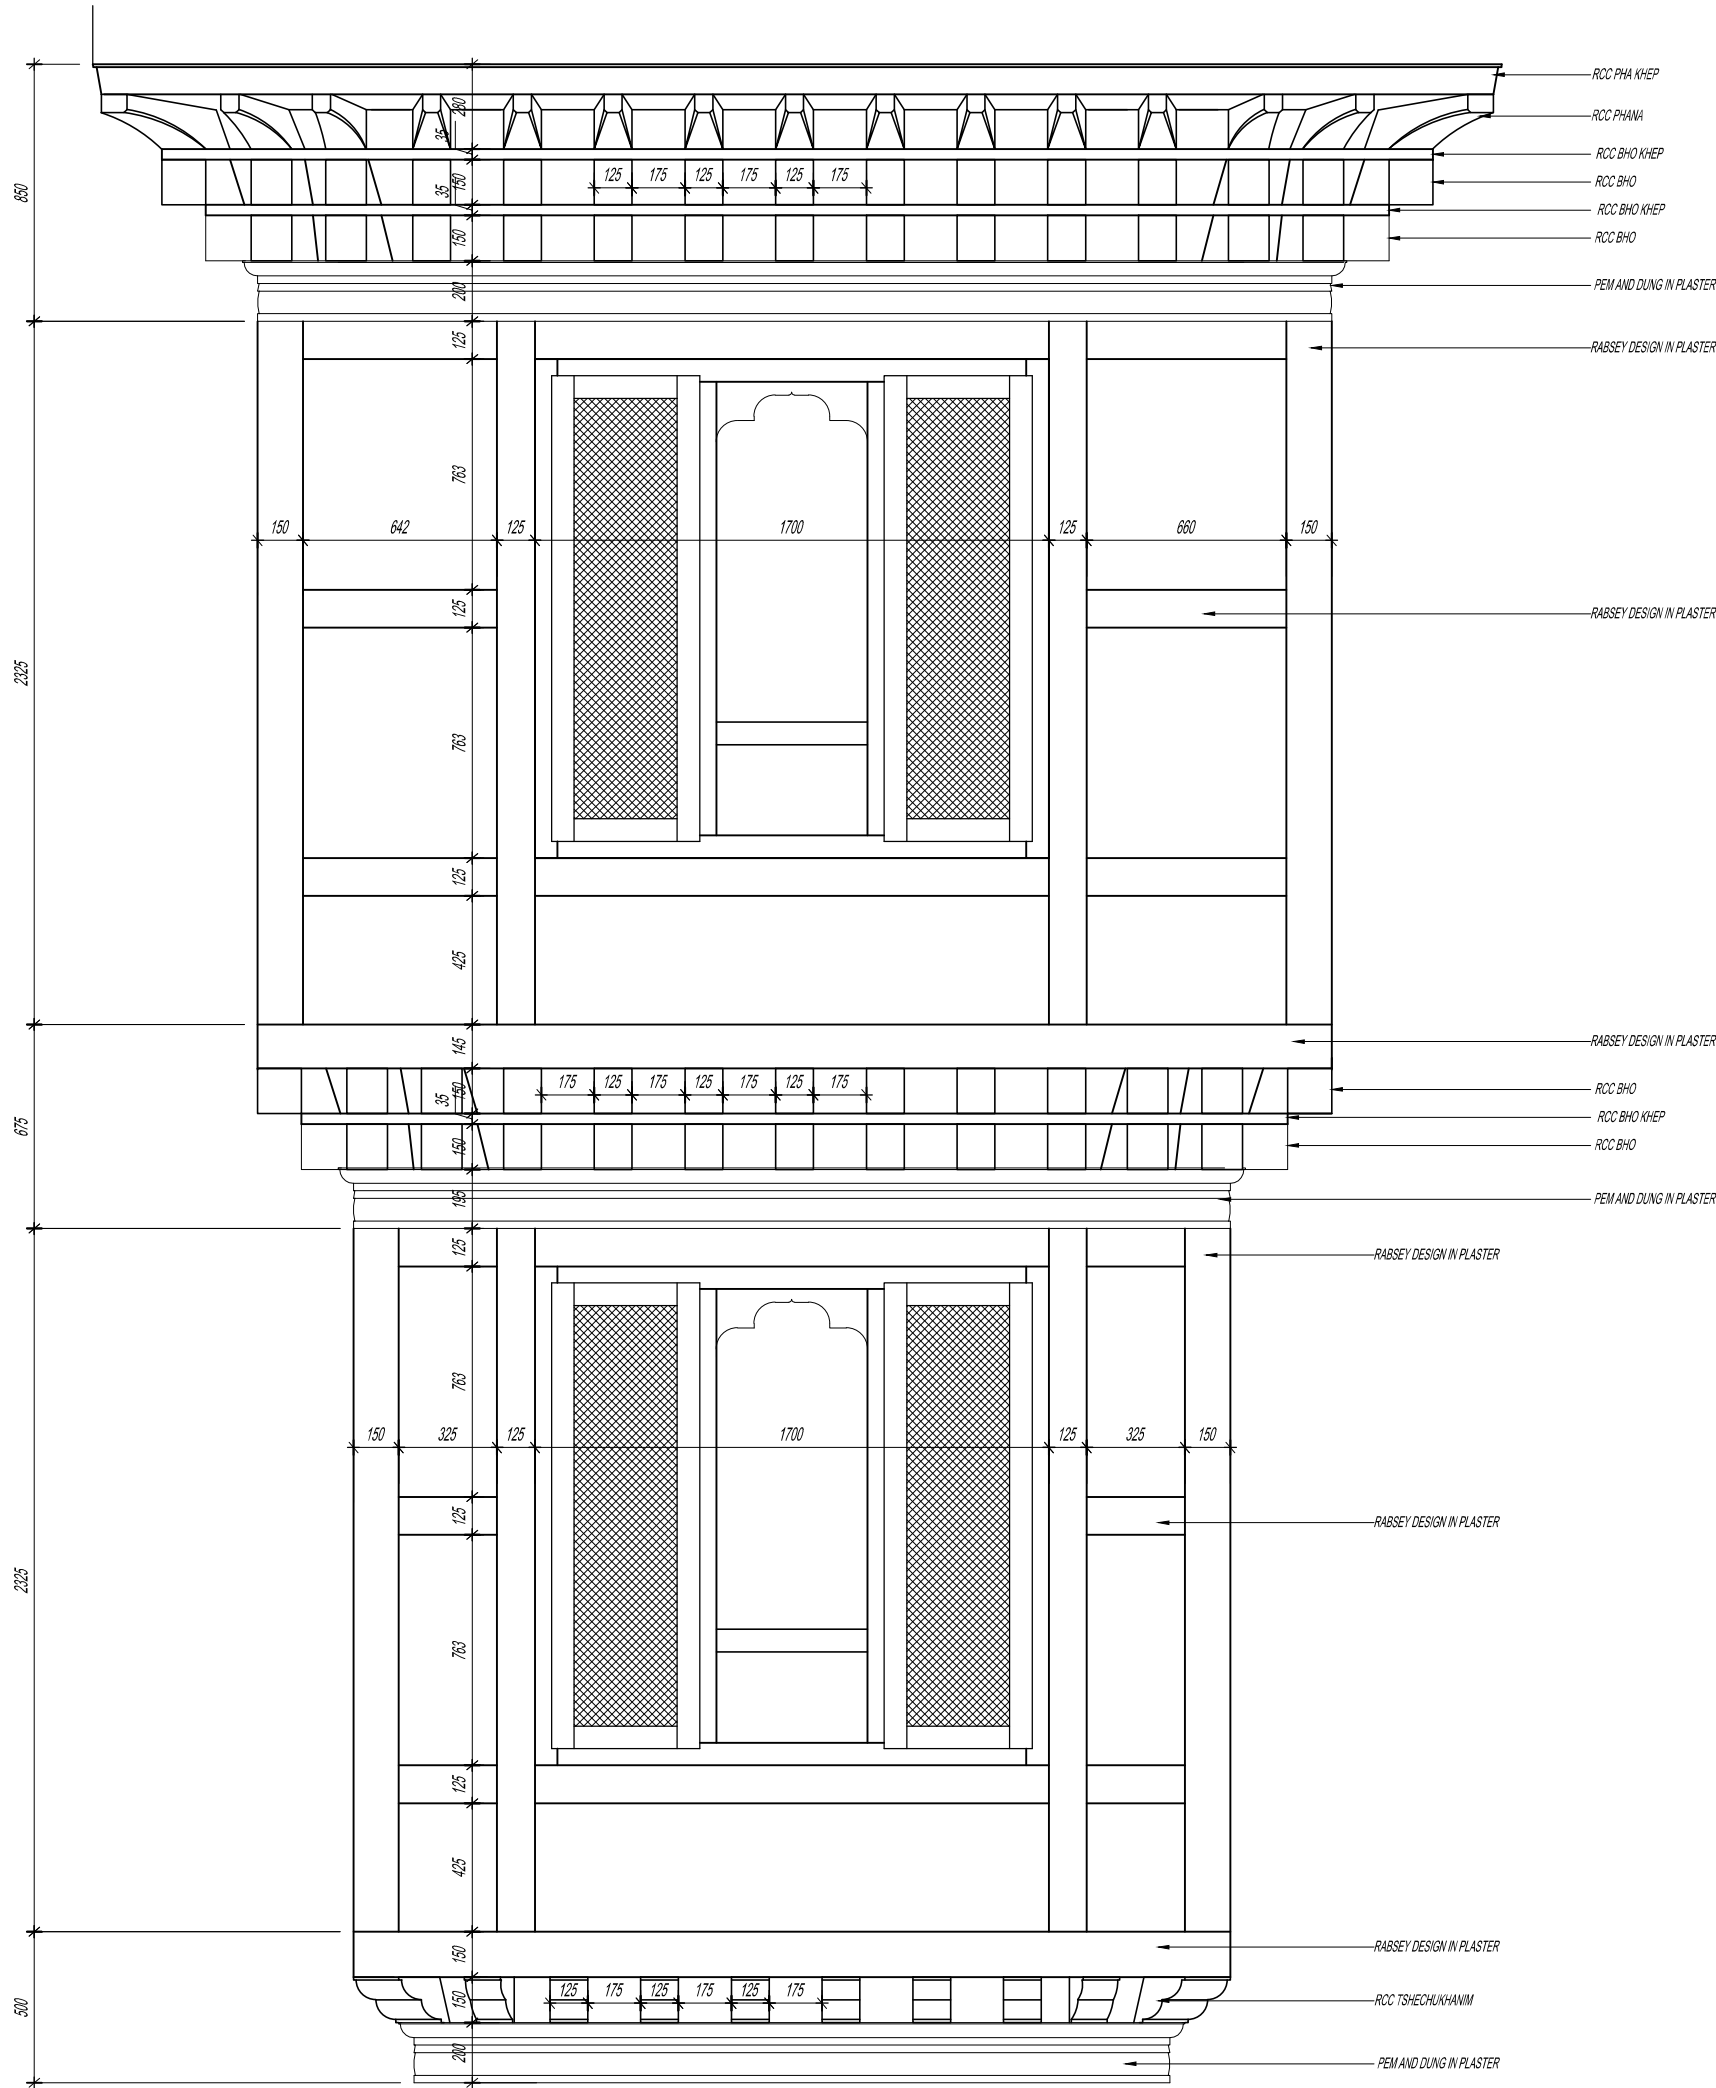 RCC PHA KHEP
280
RCC PHANA
35
RCC BHO KHEP
850
125 175 125 175 125 175
150
RCC BHO
35
RCC BHO KHEP
150
RCC BHO
200
PEM AND DUNG IN PLASTER
125
RABSEY DESIGN IN PLASTER
763
150 642 125 1700 125 660 150
125
RABSEY DESIGN IN PLASTER
2325
763
125
425
145
RABSEY DESIGN IN PLASTER
175 125 175 125 175 125 175
150
RCC BHO
35
RCC BHO KHEP
675
150
RCC BHO
195
PEM AND DUNG IN PLASTER
125
RABSEY DESIGN IN PLASTER
763
150 325 125 1700 125 325 150
125
RABSEY DESIGN IN PLASTER
2325
763
125
425
150
RABSEY DESIGN IN PLASTER
125 175 125 175 125 175
150
RCC TSHECHUKHANIM
500
200
PEM AND DUNG IN PLASTER